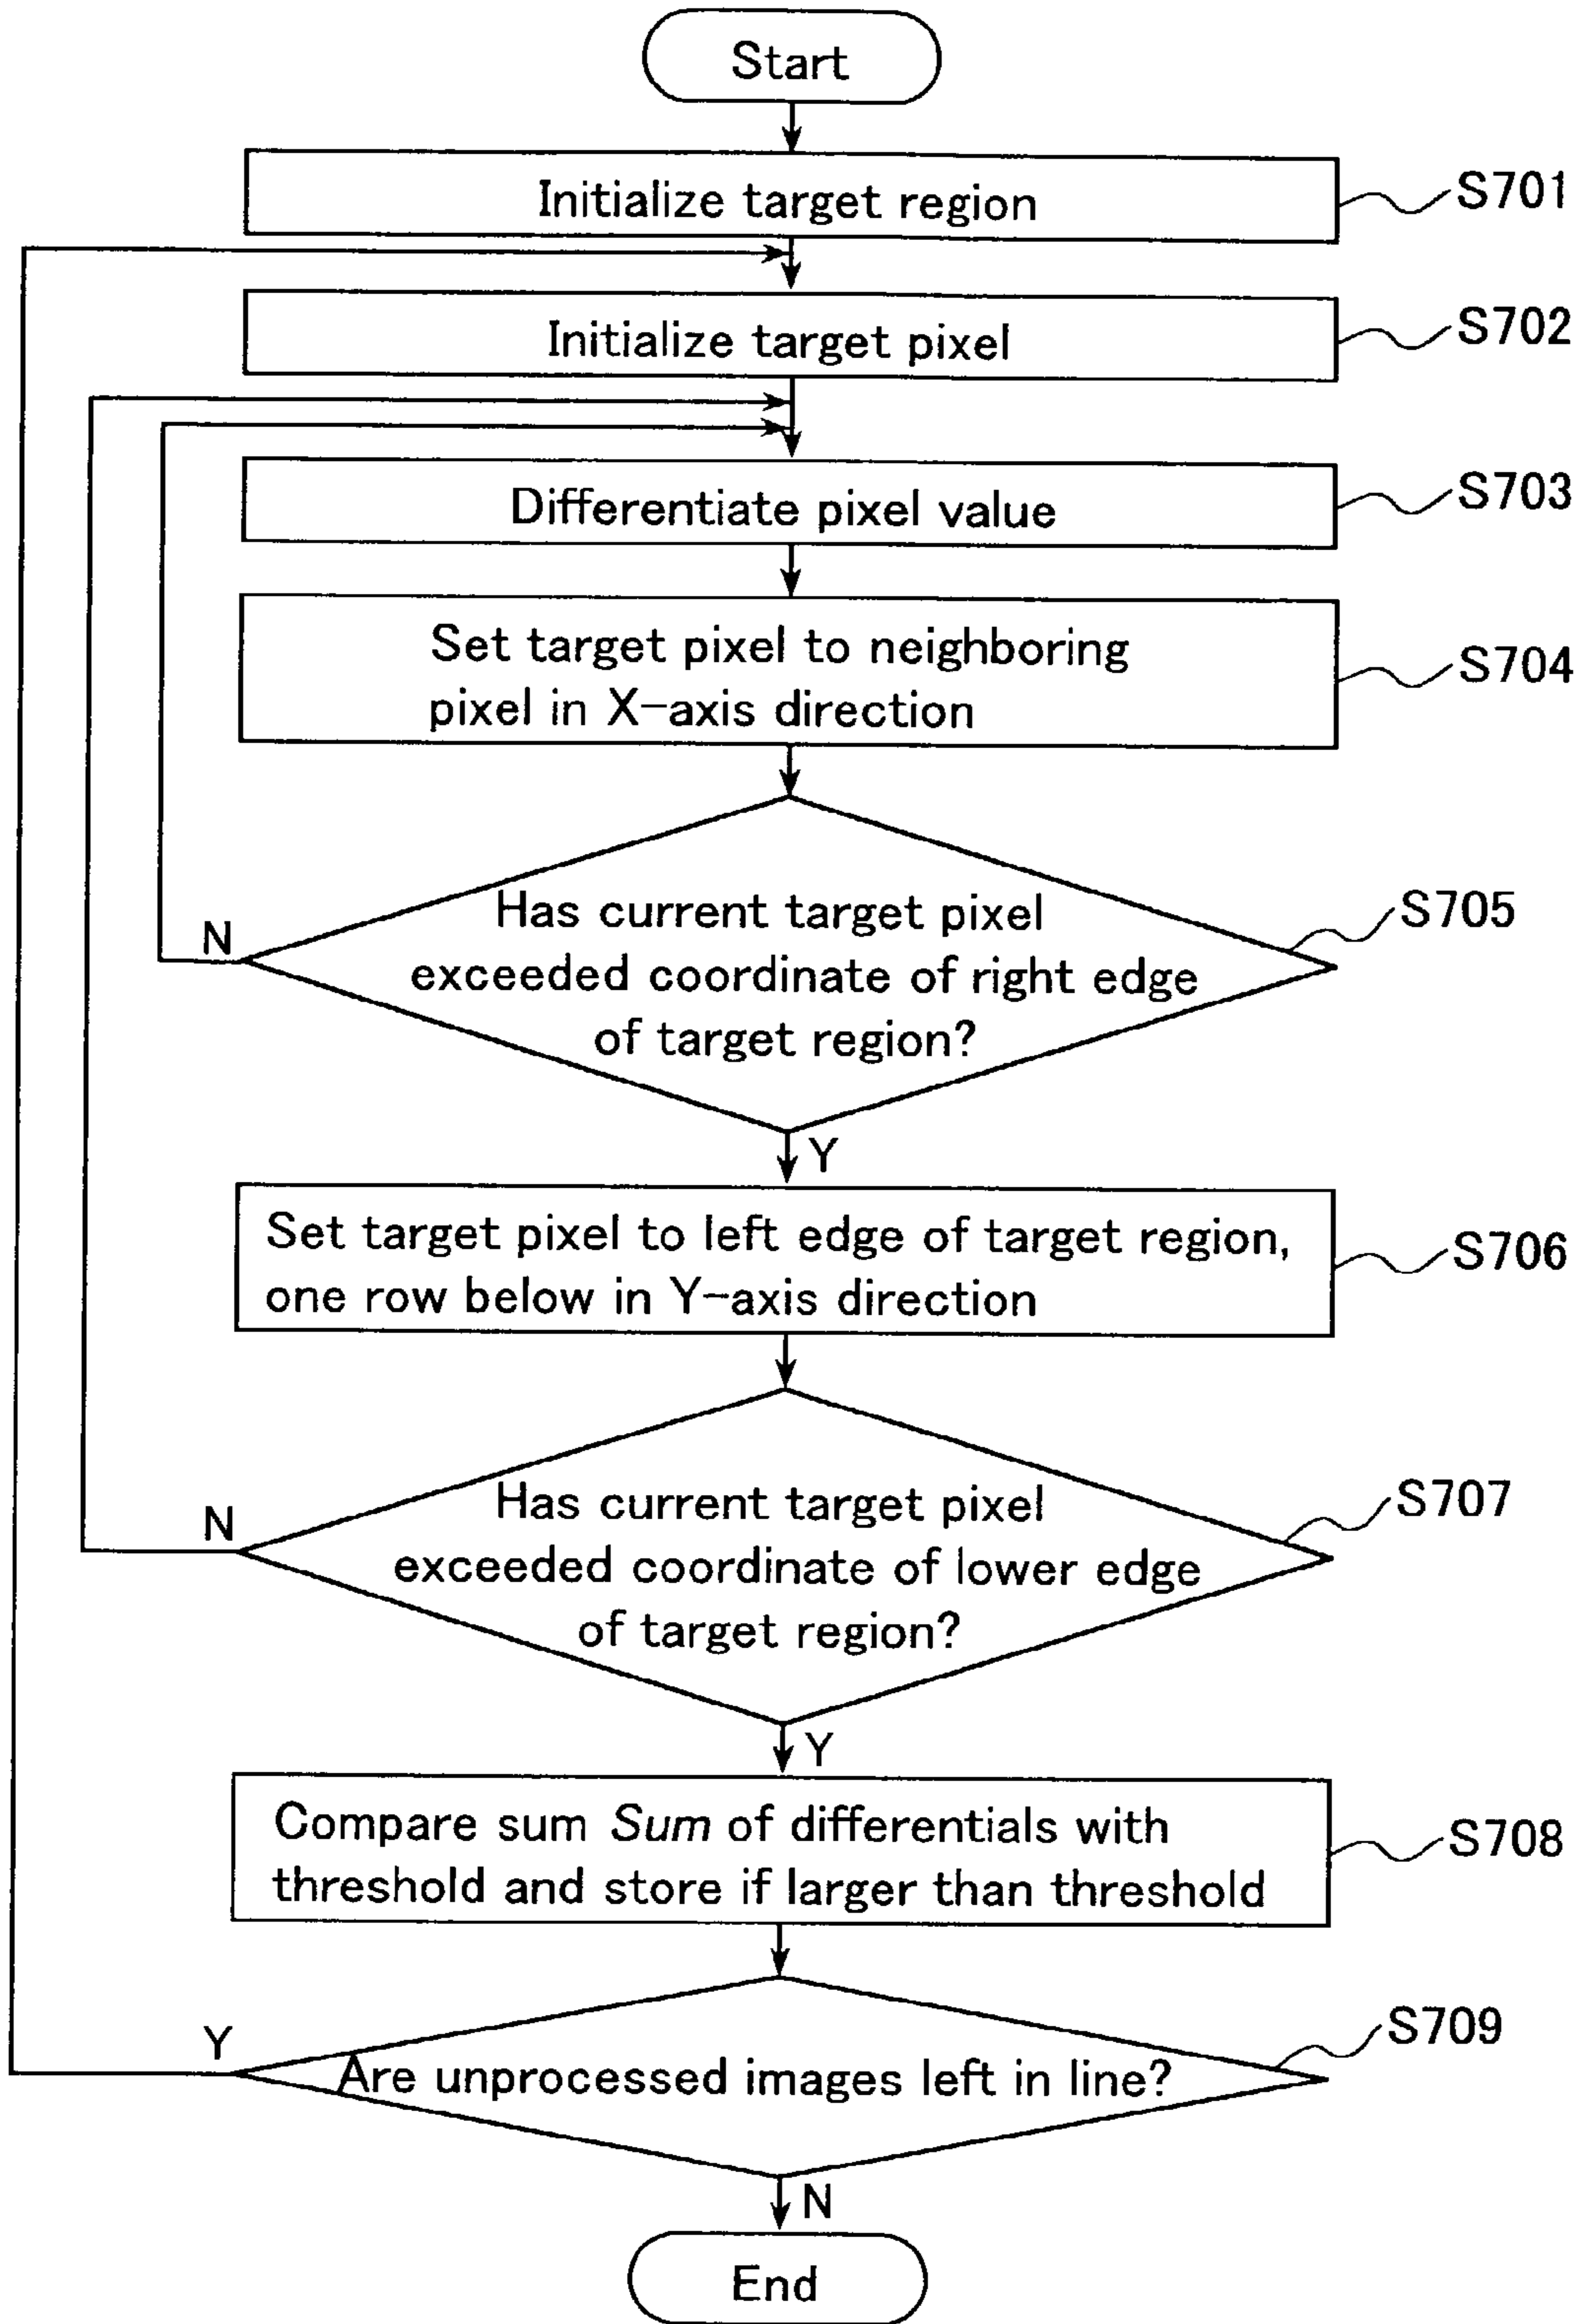 Start
Initialize target region
S701
Initialize target pixel
S702
Differentiate pixel value
S703
Set target pixel to neighboring
pixel in X-axis direction
S704
Has current target pixel
exceeded coordinate of right edge
of target region?
S705
N
Y
Set target pixel to left edge of target region,
one row below in Y-axis direction
S706
Has current target pixel
exceeded coordinate of lower edge
of target region?
S707
N
Y
Compare sum Sum of differentials with
threshold and store if larger than threshold
S708
Are unprocessed images left in line?
S709
Y
N
End